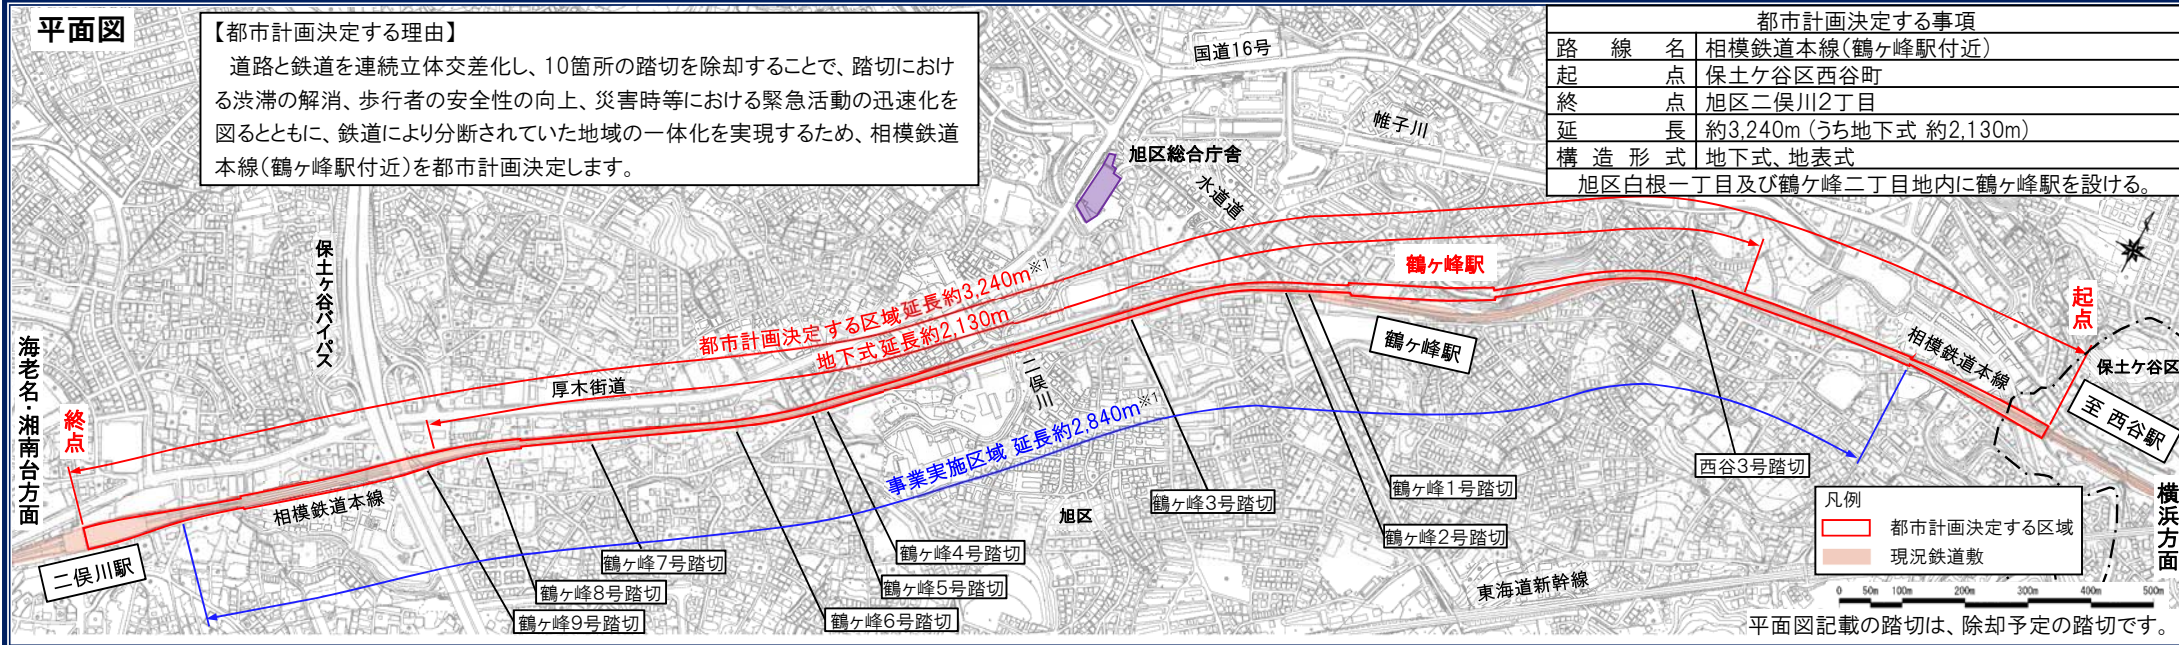 平面図
【都市計画決定する理由】
道路と鉄道を連続立体交差化し、10箇所の踏切を除却することで、踏切におけ
る渋滞の解消、歩行者の安全性の向上、災害時等における緊急活動の迅速化を
図るとともに、鉄道により分断されていた地域の一体化を実現するため、相模鉄道
本線(鶴ヶ峰駅付近)を都市計画決定します。
都市計画決定する事項
路線名 相模鉄道本線(鶴ヶ峰駅付近)
起点 保土ケ谷区西谷町
終点 旭区二俣川2丁目
延長 約3,240m (うち地下式 約2,130m)
構造形式 地下式、地表式
旭区白根一丁目及び鶴ケ峰二丁目地内に鶴ヶ峰駅を設ける。
国道16号
帷子川
旭区総合庁舎
水道道
保土ヶ谷バイパス
海老名・湘南台方面
終点
都市計画決定する区域延長約3,240m※1
地下式 延長約2,130m
厚木街道
鶴ヶ峰駅
鶴ヶ峰駅
起点
相模鉄道本線
保土ヶ谷区
至 西谷駅
横浜方面
二俣川
事業実施区域 延長約2,840m※1
相模鉄道本線
二俣川駅
旭区
西谷3号踏切
鶴ヶ峰1号踏切
鶴ヶ峰2号踏切
鶴ヶ峰3号踏切
鶴ヶ峰4号踏切
鶴ヶ峰5号踏切
鶴ヶ峰6号踏切
鶴ヶ峰7号踏切
鶴ヶ峰8号踏切
鶴ヶ峰9号踏切
東海道新幹線
凡例
都市計画決定する区域
現況鉄道敷
0 50m 100m 200m 300m 400m 500m
平面図記載の踏切は、除却予定の踏切です。